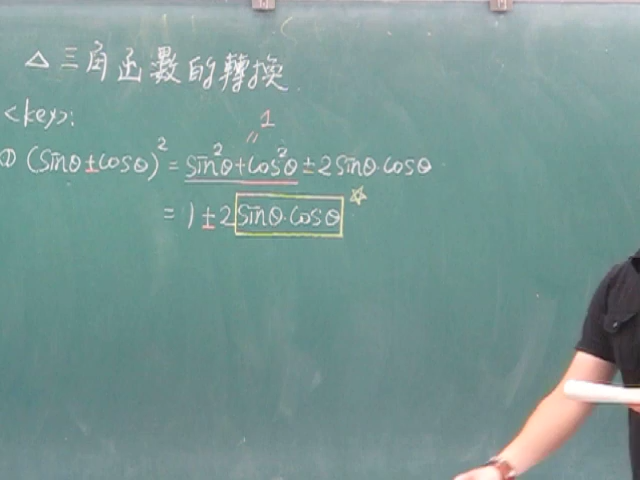 △三角函數的轉換
<key>:
1
〃
① (sinθ±cosθ)² = sin²θ+cos²θ ± 2sinθ·cosθ
= 1 ± 2 sinθ·cosθ ☆